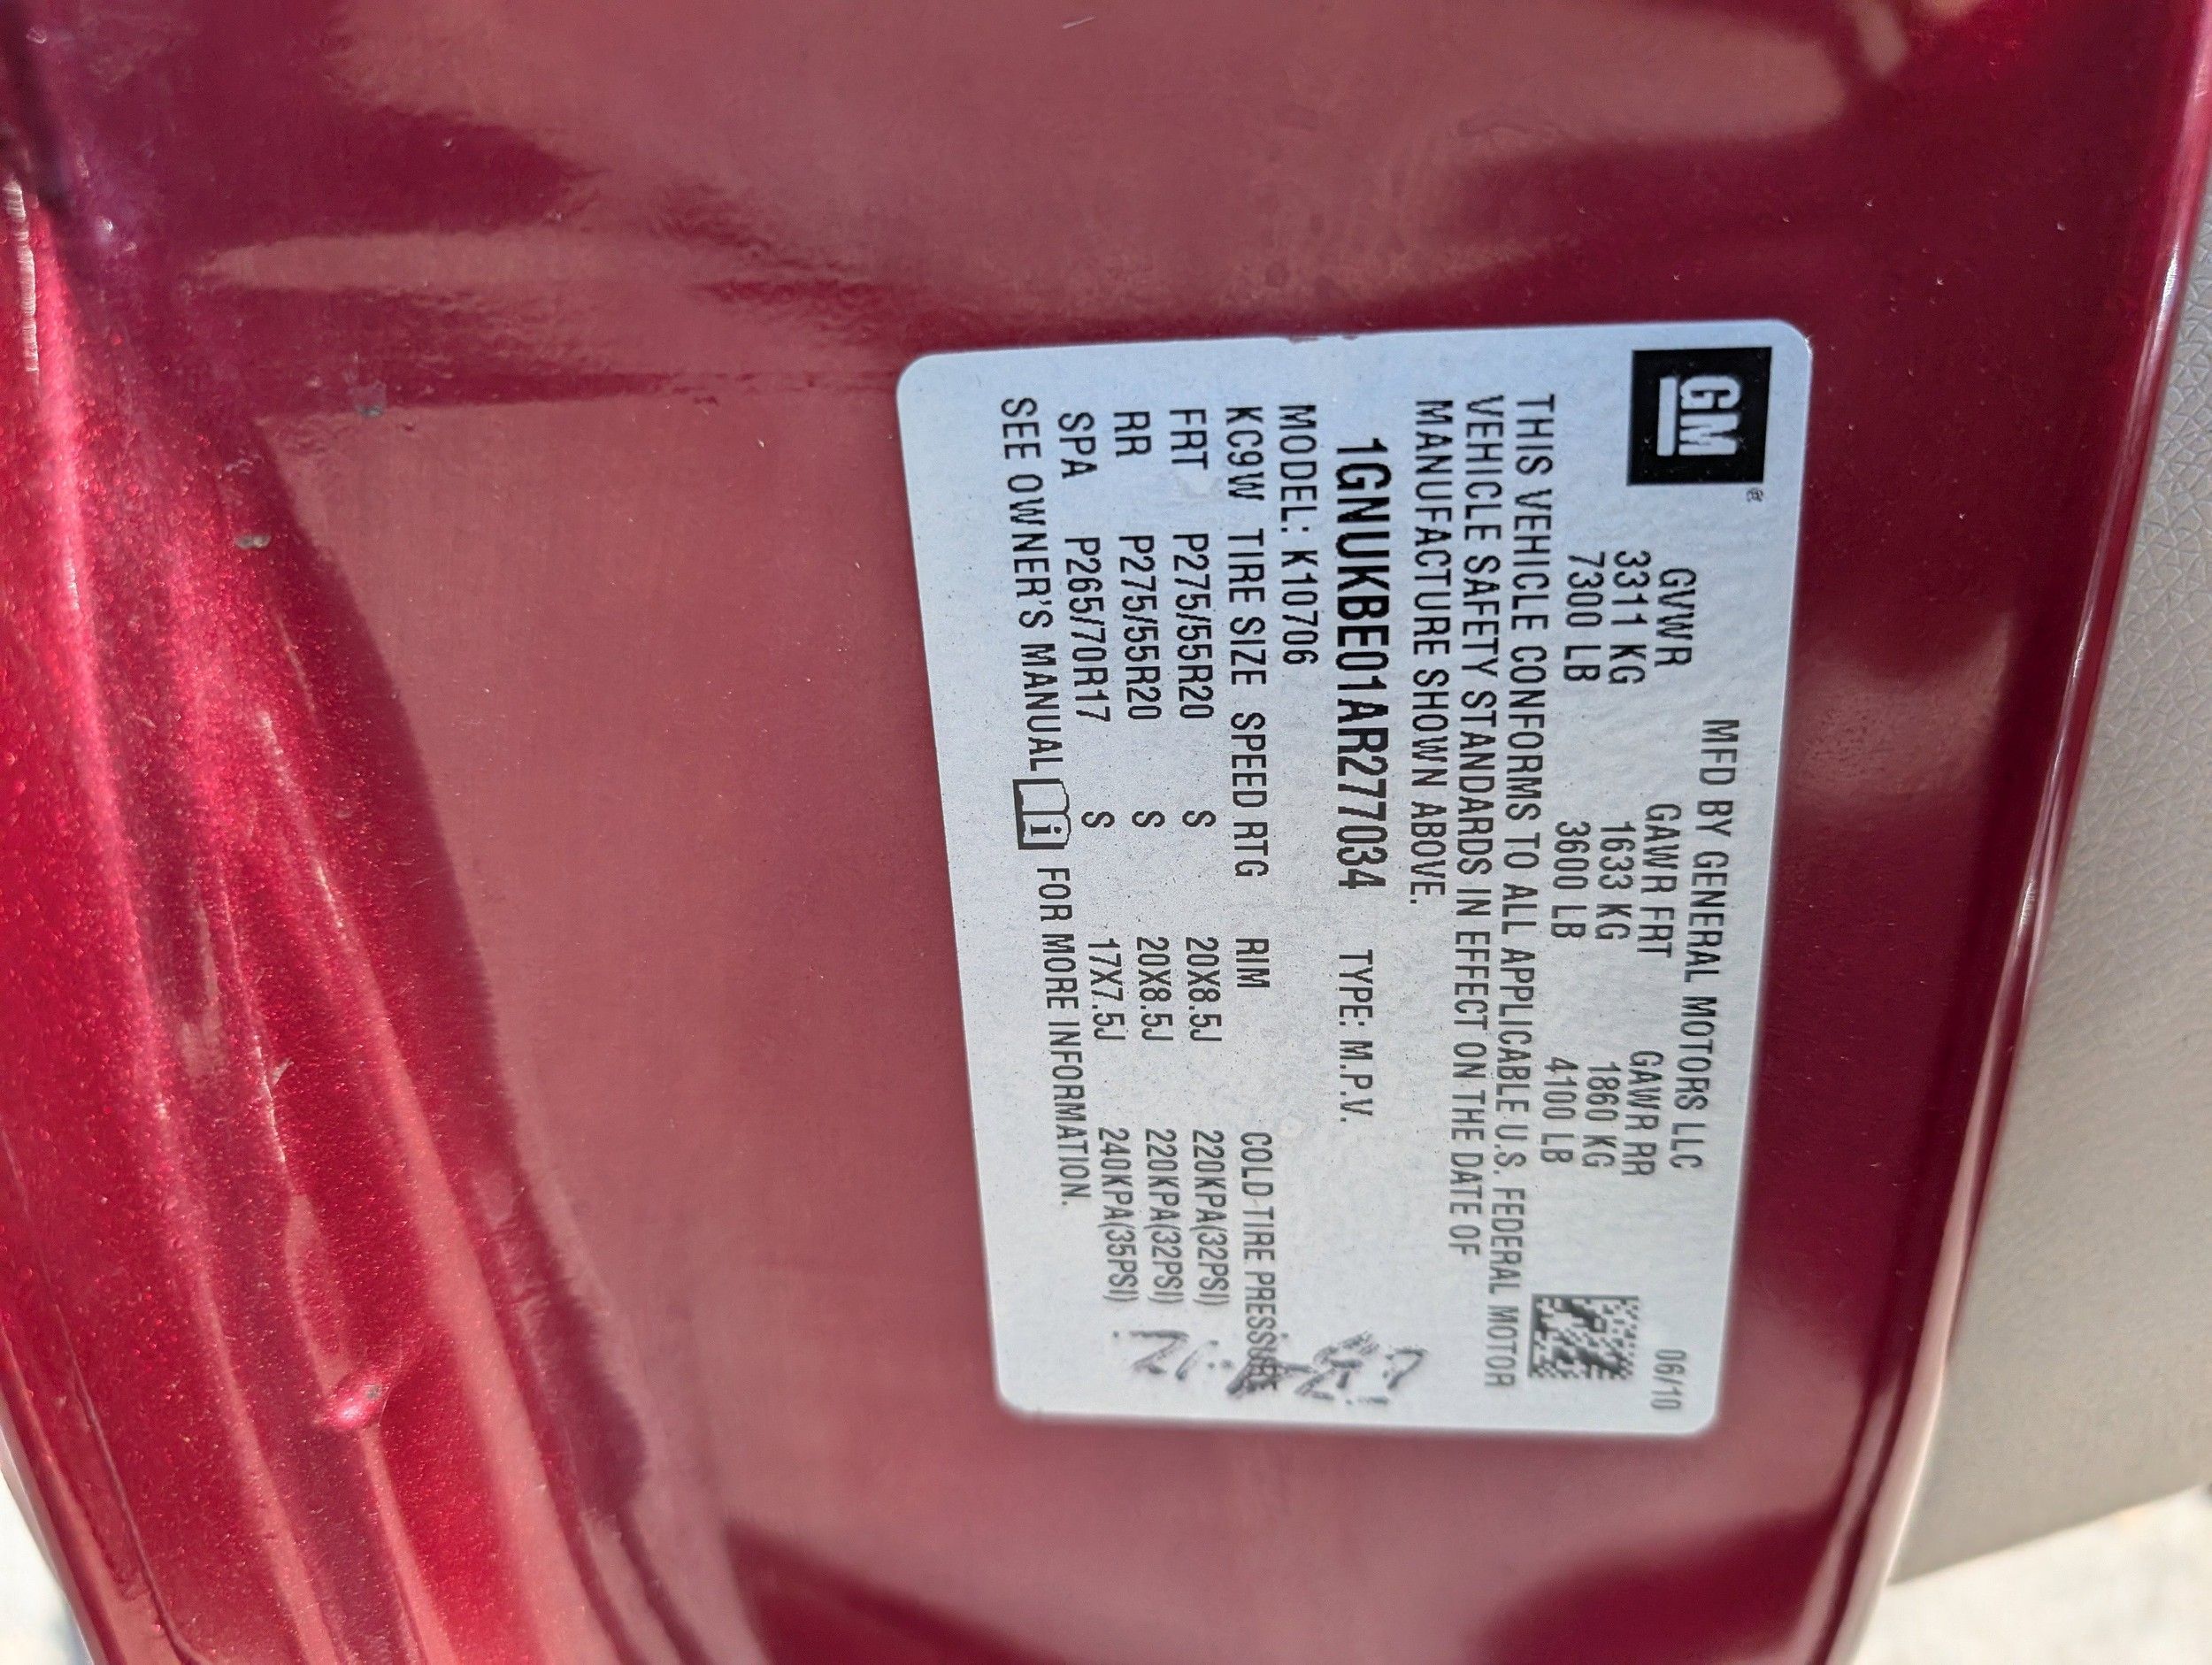 GM®
MFD BY GENERAL MOTORS LLC 06/10
GVWR GAWR FRT GAWR RR
3311 KG 1633 KG 1860 KG
7300 LB 3600 LB 4100 LB
THIS VEHICLE CONFORMS TO ALL APPLICABLE U.S. FEDERAL MOTOR
VEHICLE SAFETY STANDARDS IN EFFECT ON THE DATE OF
MANUFACTURE SHOWN ABOVE.
1GNUKBE01AR277034 TYPE: M.P.V.
MODEL: K10706
KC9W TIRE SIZE SPEED RTG RIM COLD TIRE PRESSURE
FRT P275/55R20 S 20X8.5J 220KPA(32PSI)
RR P275/55R20 S 20X8.5J 220KPA(32PSI)
SPA P265/70R17 S 17X7.5J 240KPA(35PSI)
SEE OWNER'S MANUAL i FOR MORE INFORMATION.